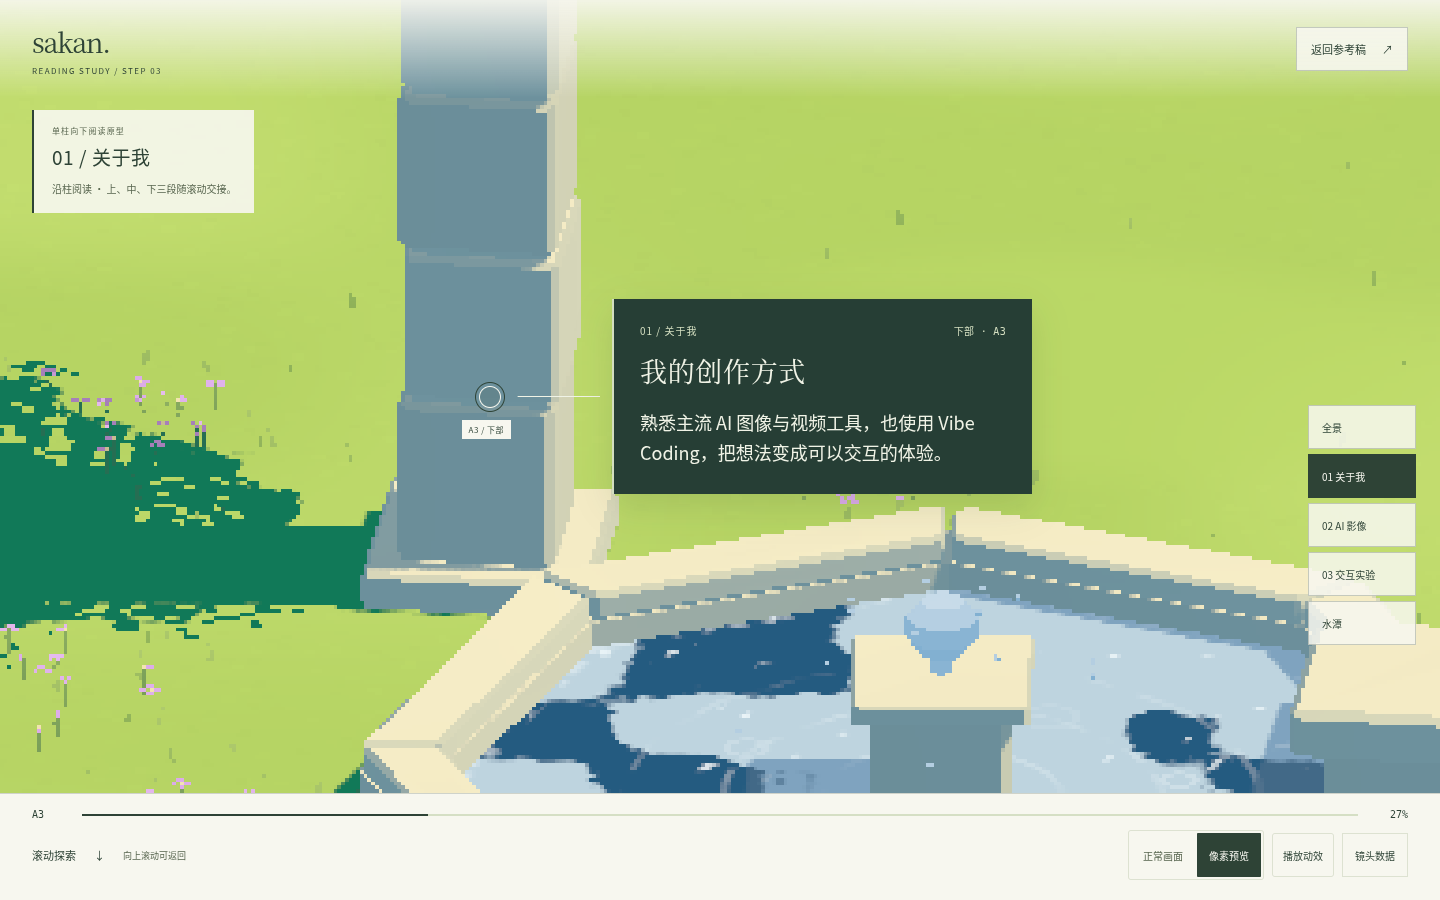 sakan.
READING STUDY / STEP 03
返回参考稿 ↗
单柱向下阅读原型
01 / 关于我
沿柱阅读 · 上、中、下三段随滚动交接。
01 / 关于我
下部 · A3
我的创作方式
熟悉主流 AI 图像与视频工具，也使用 Vibe
Coding，把想法变成可以交互的体验。
A3 / 下部
全景
01 关于我
02 AI 影像
03 交互实验
水潭
A3
27%
滚动探索 ↓ 向上滚动可返回
正常画面
像素预览
播放动效
镜头数据